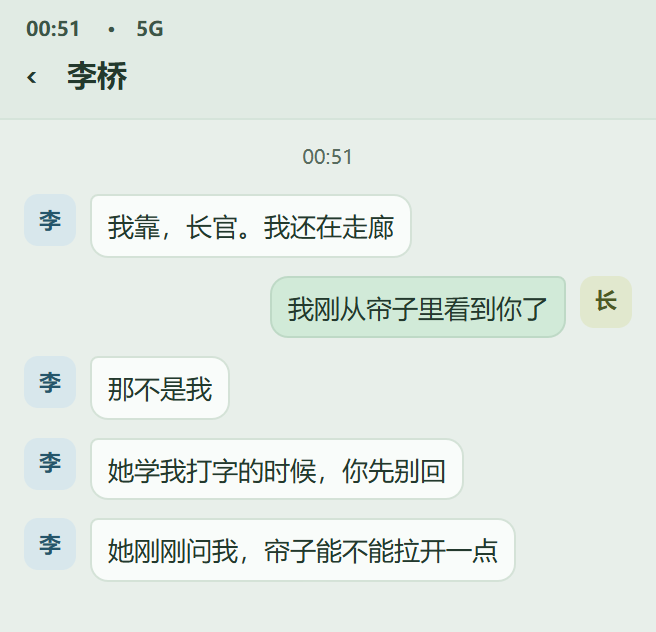 00:51 • 5G
‹ 李桥
00:51
李
我靠，长官。我还在走廊
我刚从帘子里看到你了
长
李
那不是我
李
她学我打字的时候，你先别回
李
她刚刚问我，帘子能不能拉开一点